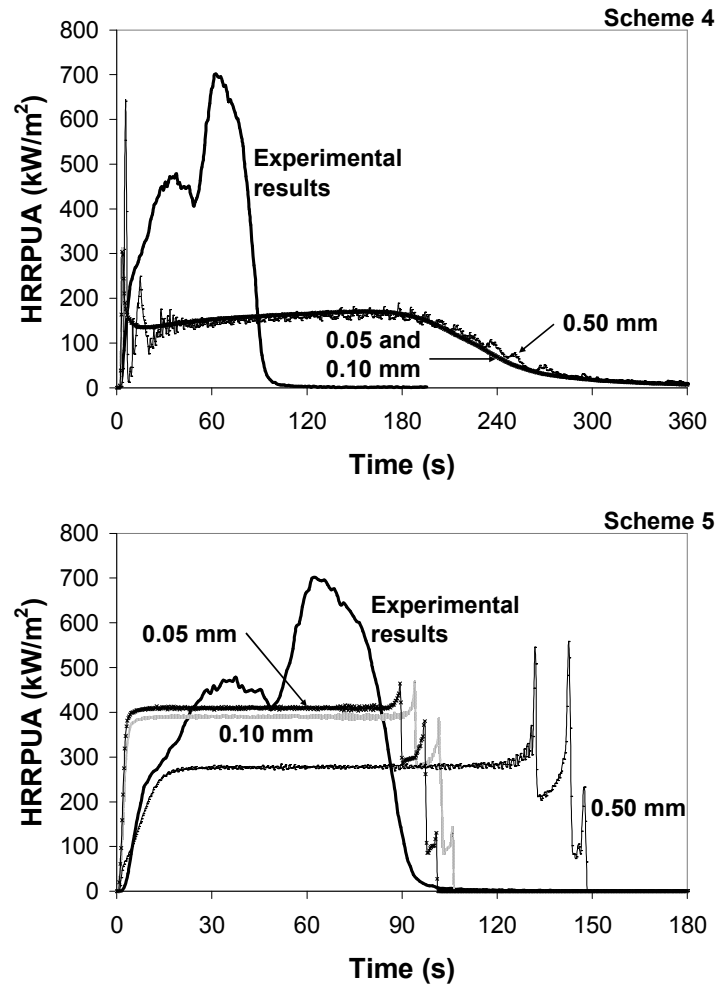 Scheme 4
800
700
600
500
400
300
200
100
0
HRRPUA (kW/m²)
Experimental
results
0.50 mm
0.05 and
0.10 mm
0 60 120 180 240 300 360
Time (s)
Scheme 5
800
700
600
500
400
300
200
100
0
HRRPUA (kW/m²)
Experimental
results
0.05 mm
0.10 mm
0.50 mm
0 30 60 90 120 150 180
Time (s)